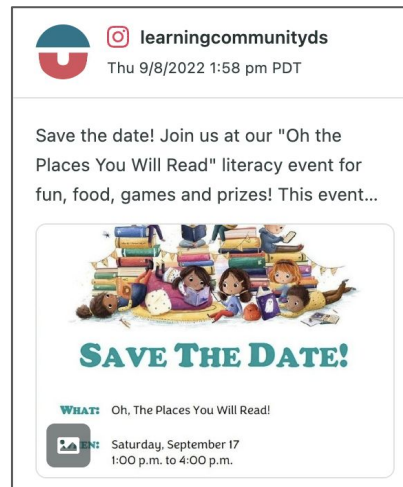 learningcommunityds
Thu 9/8/2022 1:58 pm PDT
Save the date! Join us at our "Oh the
Places You Will Read" literacy event for
fun, food, games and prizes! This event...
SAVE THE DATE!
WHAT: Oh, The Places You Will Read!
EN: Saturday, September 17
1:00 p.m. to 4:00 p.m.